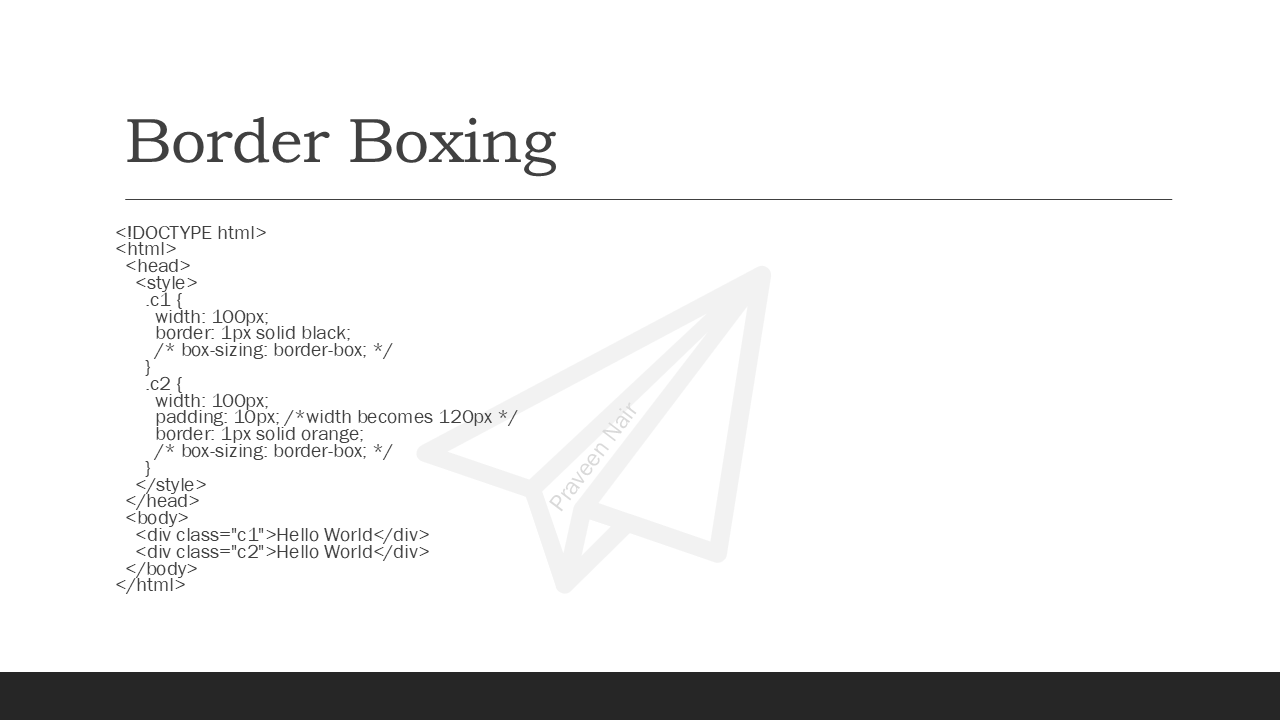 Border Boxing
<!DOCTYPE html>
<html>
  <head>
    <style>
      .c1 {
        width: 100px;
        border: 1px solid black;
        /* box-sizing: border-box; */
      }
      .c2 {
        width: 100px;
        padding: 10px; /*width becomes 120px */
        border: 1px solid orange;
        /* box-sizing: border-box; */
      }
    </style>
  </head>
  <body>
    <div class="c1">Hello World</div>
    <div class="c2">Hello World</div>
  </body>
</html>
Praveen Nair